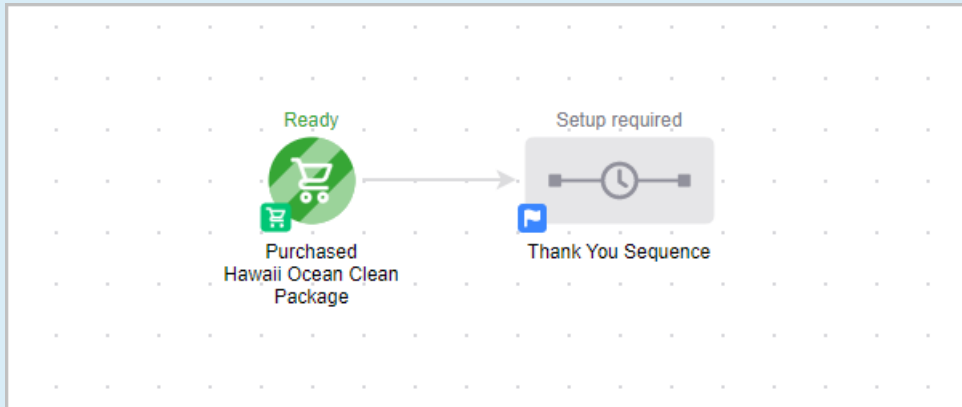 Ready
Setup required
Purchased
Hawaii Ocean Clean
Package
Thank You Sequence